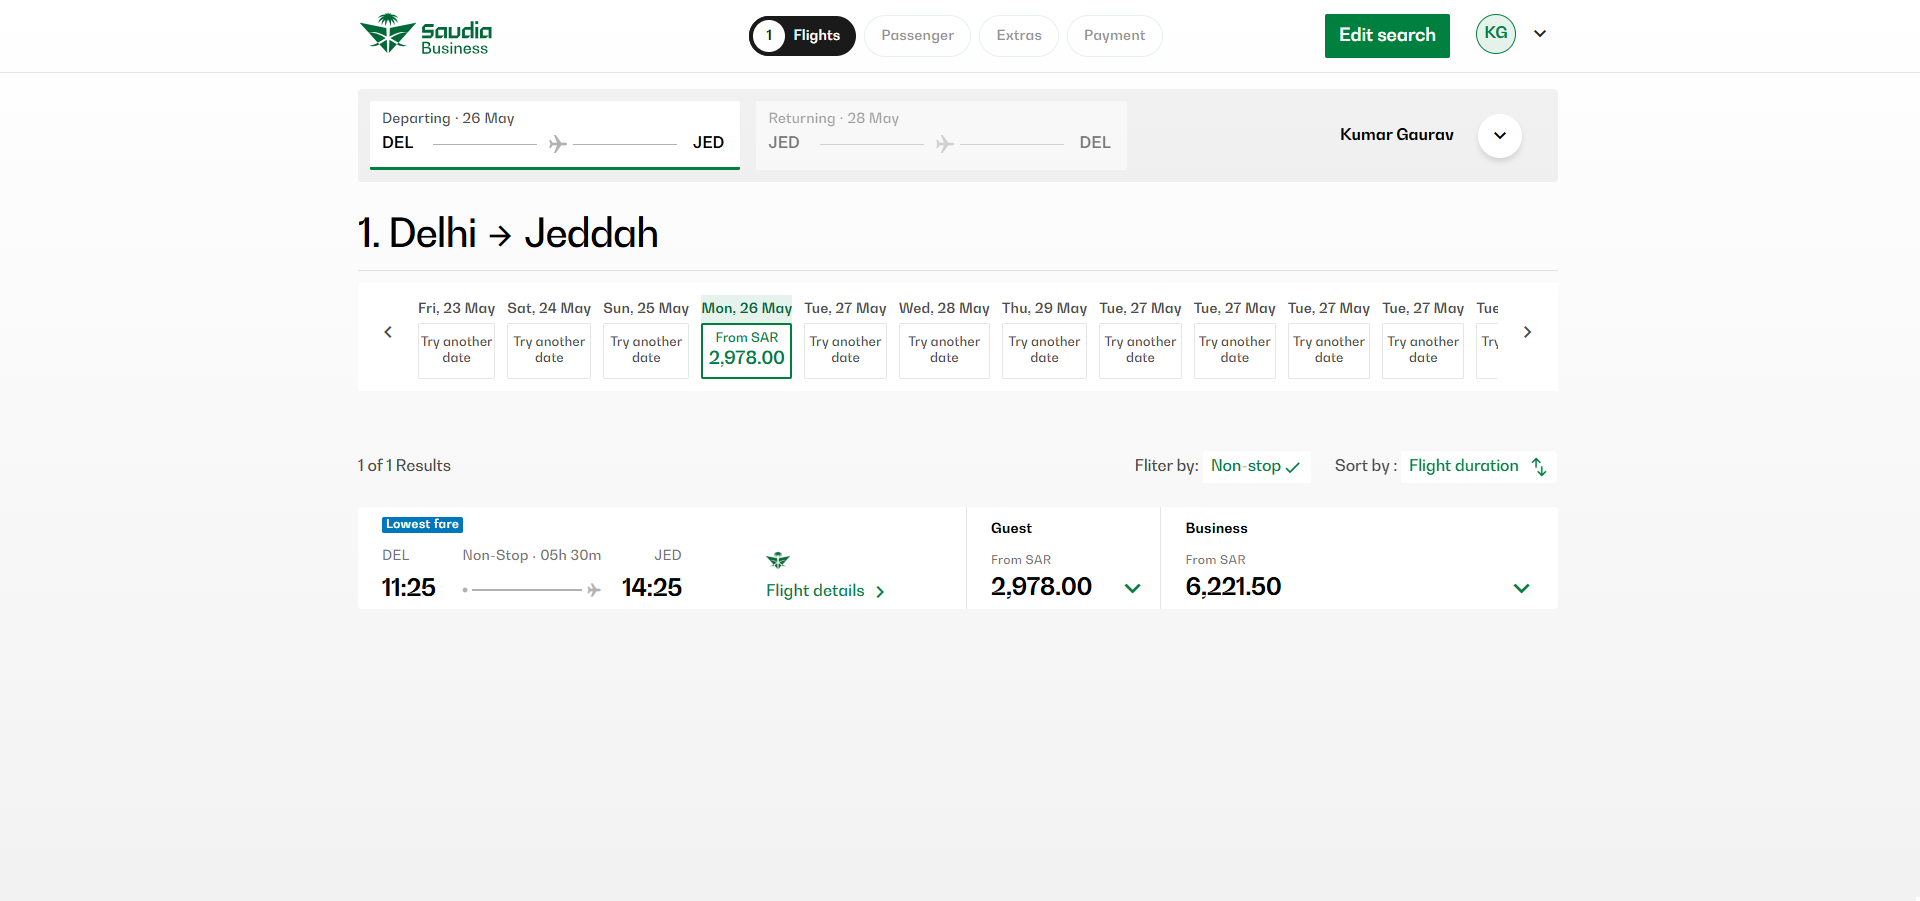 Saudia
Business
1 Flights
Passenger
Extras
Payment
Edit search
KG
Departing · 26 May
DEL JED
Returning · 28 May
JED DEL
Kumar Gaurav
1. Delhi → Jeddah
Fri, 23 May
Try another
date
Sat, 24 May
Try another
date
Sun, 25 May
Try another
date
Mon, 26 May
From SAR
2,978.00
Tue, 27 May
Try another
date
Wed, 28 May
Try another
date
Thu, 29 May
Try another
date
Tue, 27 May
Try another
date
Tue, 27 May
Try another
date
Tue, 27 May
Try another
date
Tue, 27 May
Try another
date
Tue
Try
1 of 1 Results
Fliter by: Non-stop
Sort by : Flight duration
Lowest fare
DEL Non-Stop · 05h 30m JED
11:25 14:25
Flight details
Guest
From SAR
2,978.00
Business
From SAR
6,221.50